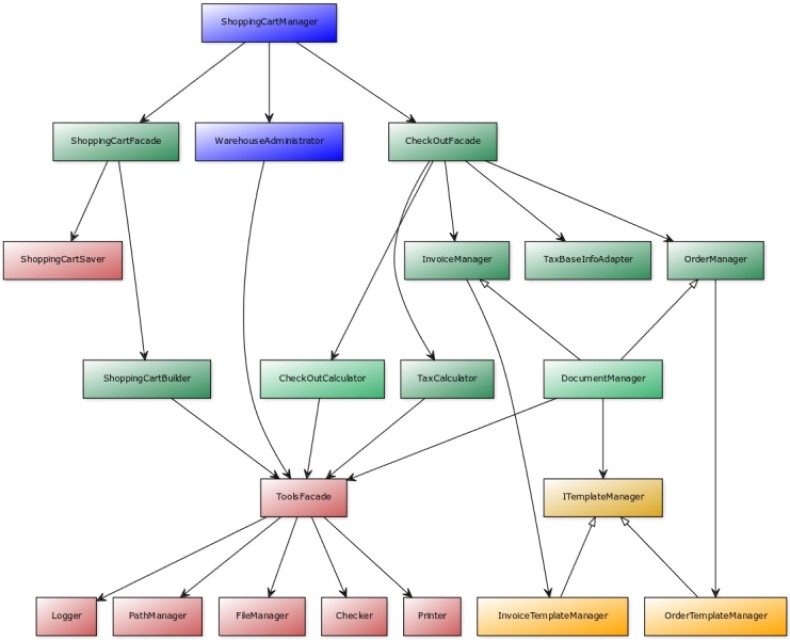 ShoppingCartManager
ShoppingCartFacade
WarehouseAdministrator
CheckOutFacade
ShoppingCartSaver
InvoiceManager
TaxBaseInfoAdapter
OrderManager
ShoppingCartBuilder
CheckOutCalculator
TaxCalculator
DocumentManager
ToolsFacade
ITemplateManager
Logger
PathManager
FileManager
Checker
Printer
InvoiceTemplateManager
OrderTemplateManager